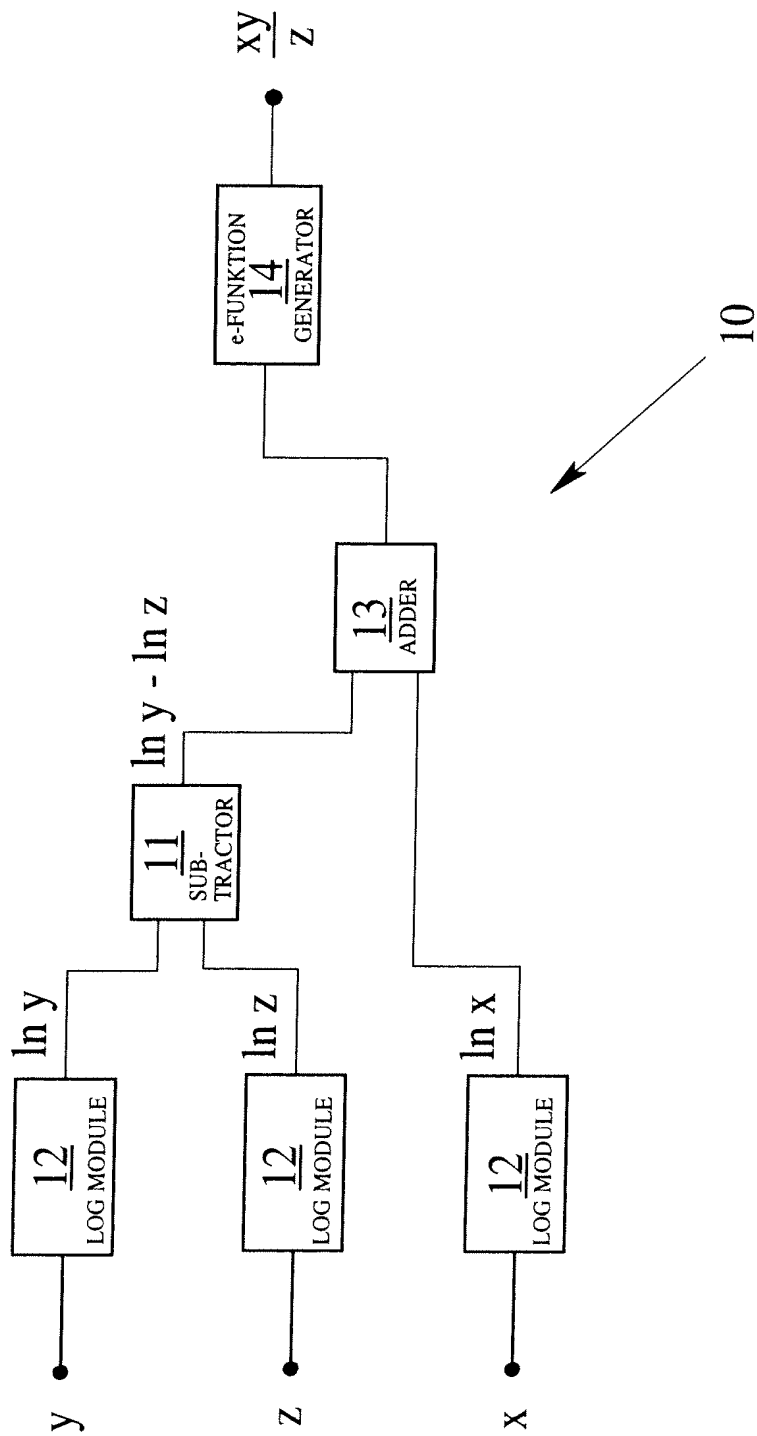 y
12
LOG MODULE
ln y
z
12
LOG MODULE
ln z
11
SUB-
TRACTOR
ln y - ln z
x
12
LOG MODULE
ln x
13
ADDER
e-FUNKTION
14
GENERATOR
xy
z
10